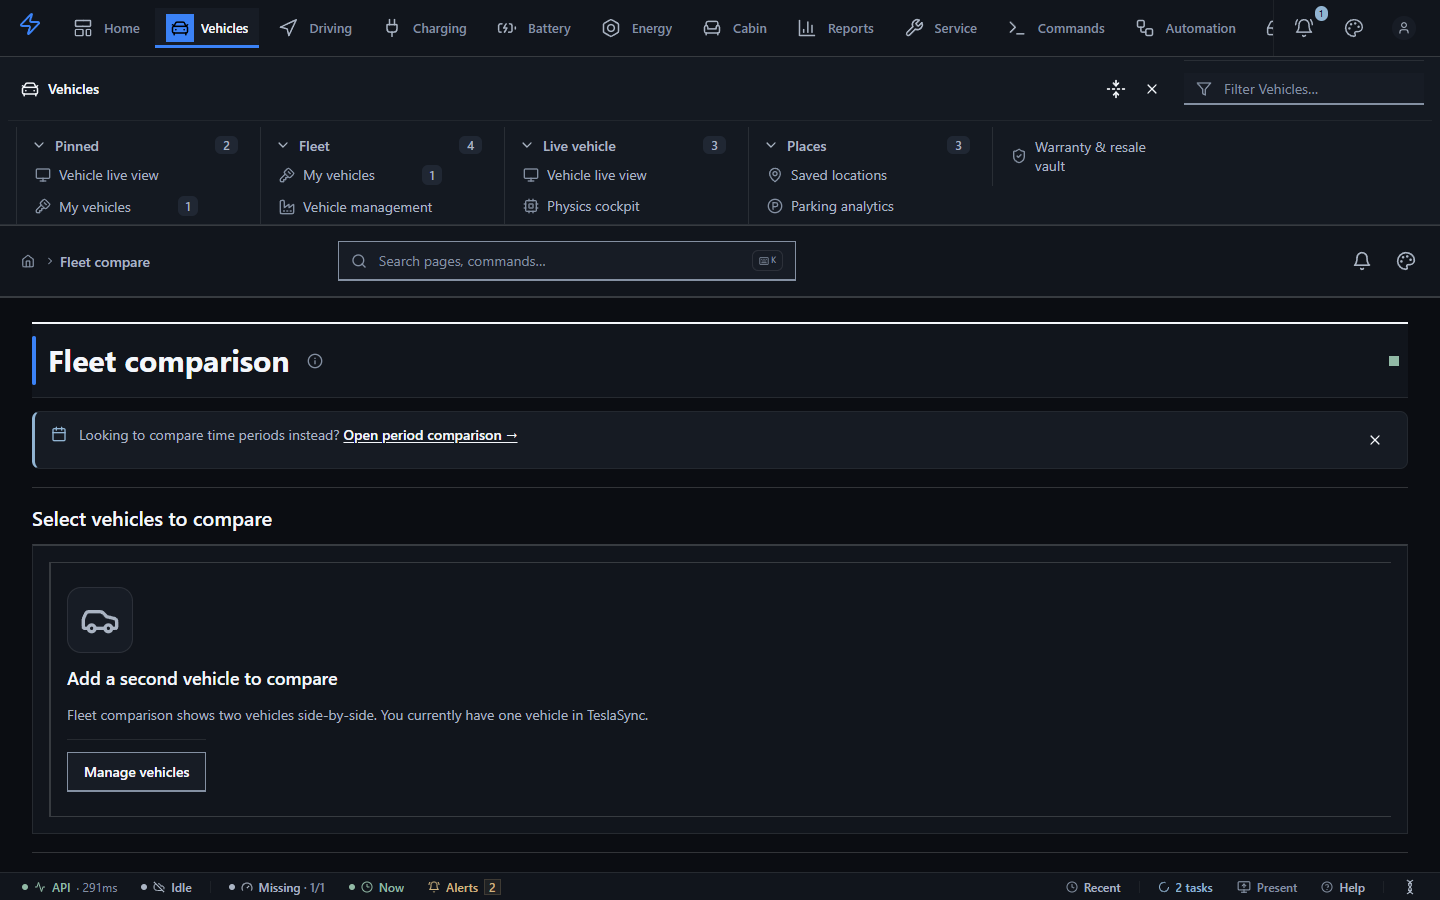 Home
Vehicles
Driving
Charging
Battery
Energy
Cabin
Reports
Service
Commands
Automation
1
Vehicles
Filter Vehicles...
Pinned 2
Vehicle live view
My vehicles 1
Fleet 4
My vehicles 1
Vehicle management
Live vehicle 3
Vehicle live view
Physics cockpit
Places 3
Saved locations
Parking analytics
Warranty & resale
vault
Fleet compare
Search pages, commands...
K
Fleet comparison
Looking to compare time periods instead? Open period comparison →
Select vehicles to compare
Add a second vehicle to compare
Fleet comparison shows two vehicles side-by-side. You currently have one vehicle in TeslaSync.
Manage vehicles
API · 291ms
Idle
Missing · 1/1
Now
Alerts 2
Recent
2 tasks
Present
Help